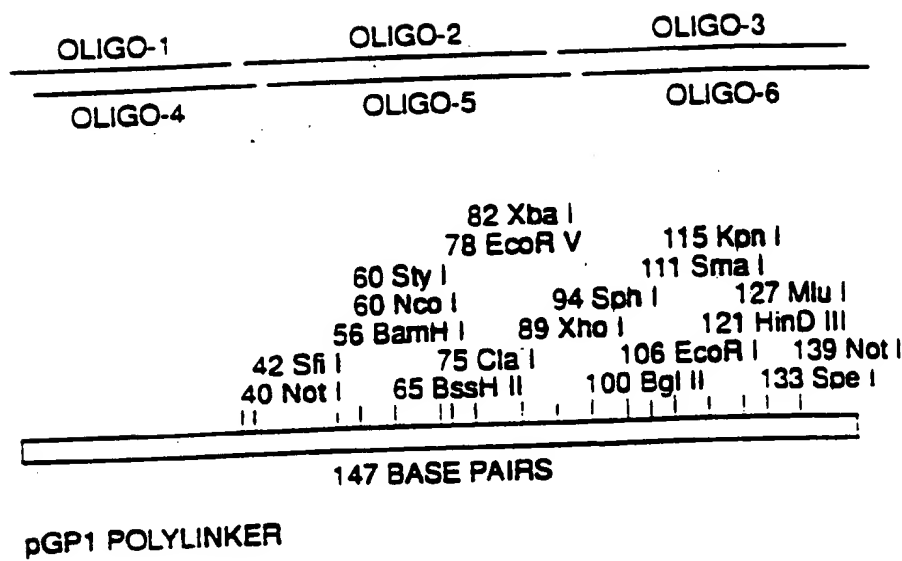 OLIGO-1 OLIGO-2 OLIGO-3
OLIGO-4 OLIGO-5 OLIGO-6
82 Xba I
78 EcoR V 115 Kpn I
60 Sty I 111 Sma I
60 Nco I 94 Sph I 127 Mlu I
56 BamH I 89 Xho I 121 HinD III
42 Sfi I 75 Cla I 106 EcoR I 139 Not I
40 Not I 65 BssH II 100 Bgl II 133 Spe I
147 BASE PAIRS
pGP1 POLYLINKER